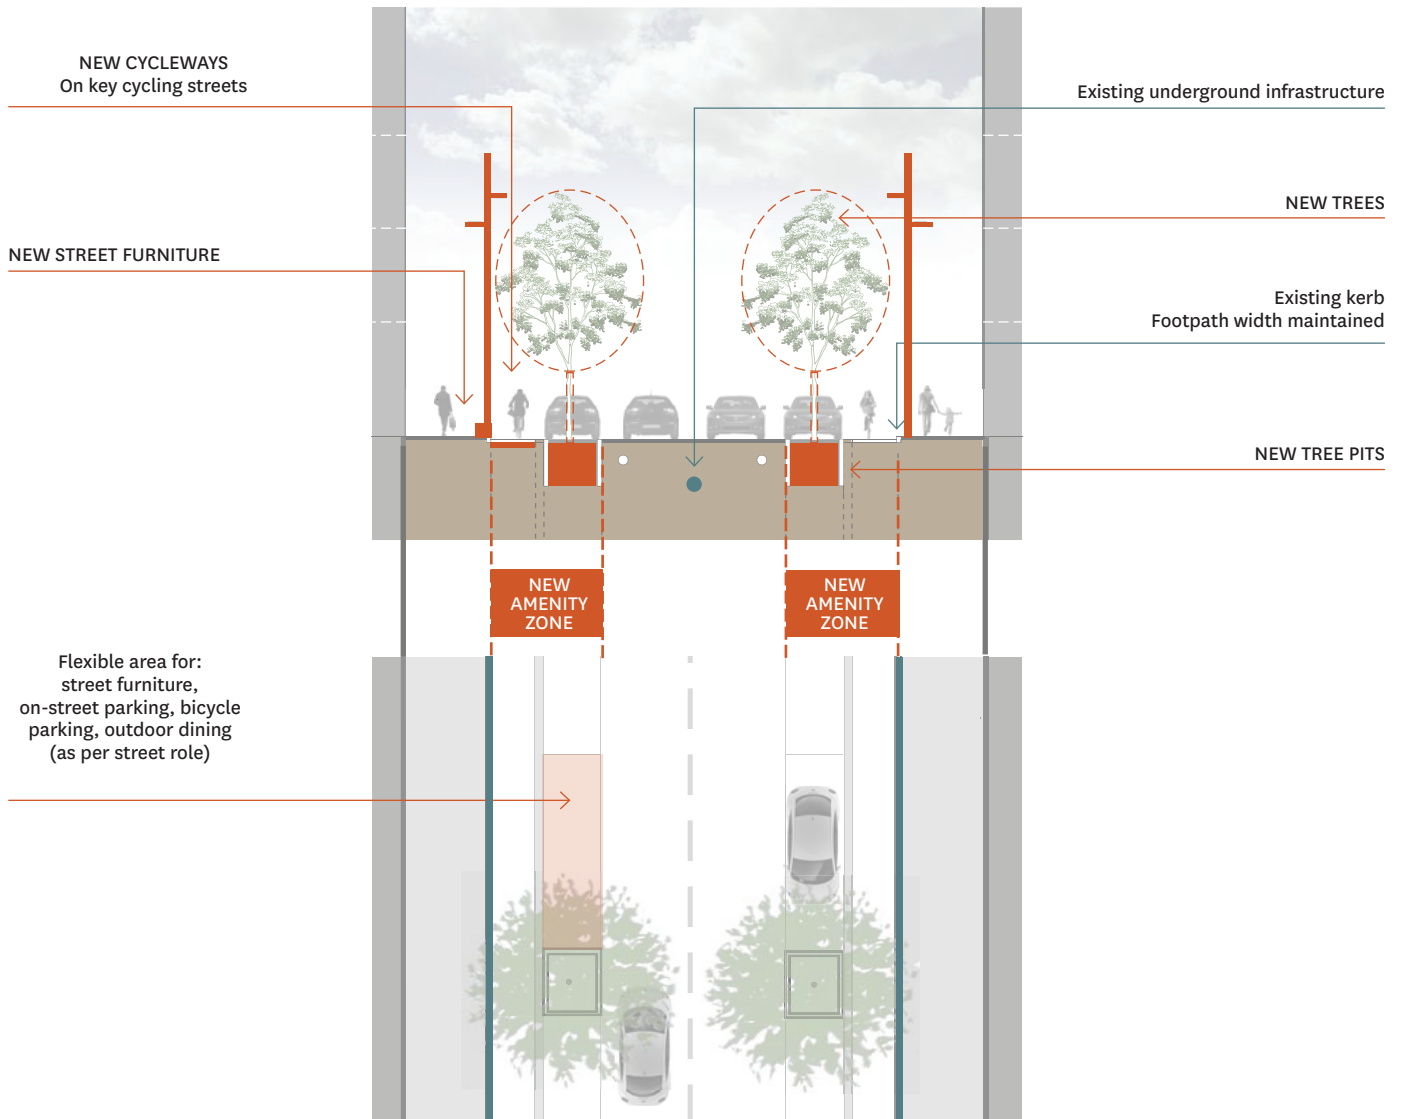 NEW CYCLEWAYS
On key cycling streets
Existing underground infrastructure
NEW TREES
NEW STREET FURNITURE
Existing kerb
Footpath width maintained
NEW TREE PITS
NEW
AMENITY
ZONE
NEW
AMENITY
ZONE
Flexible area for:
street furniture,
on-street parking, bicycle
parking, outdoor dining
(as per street role)